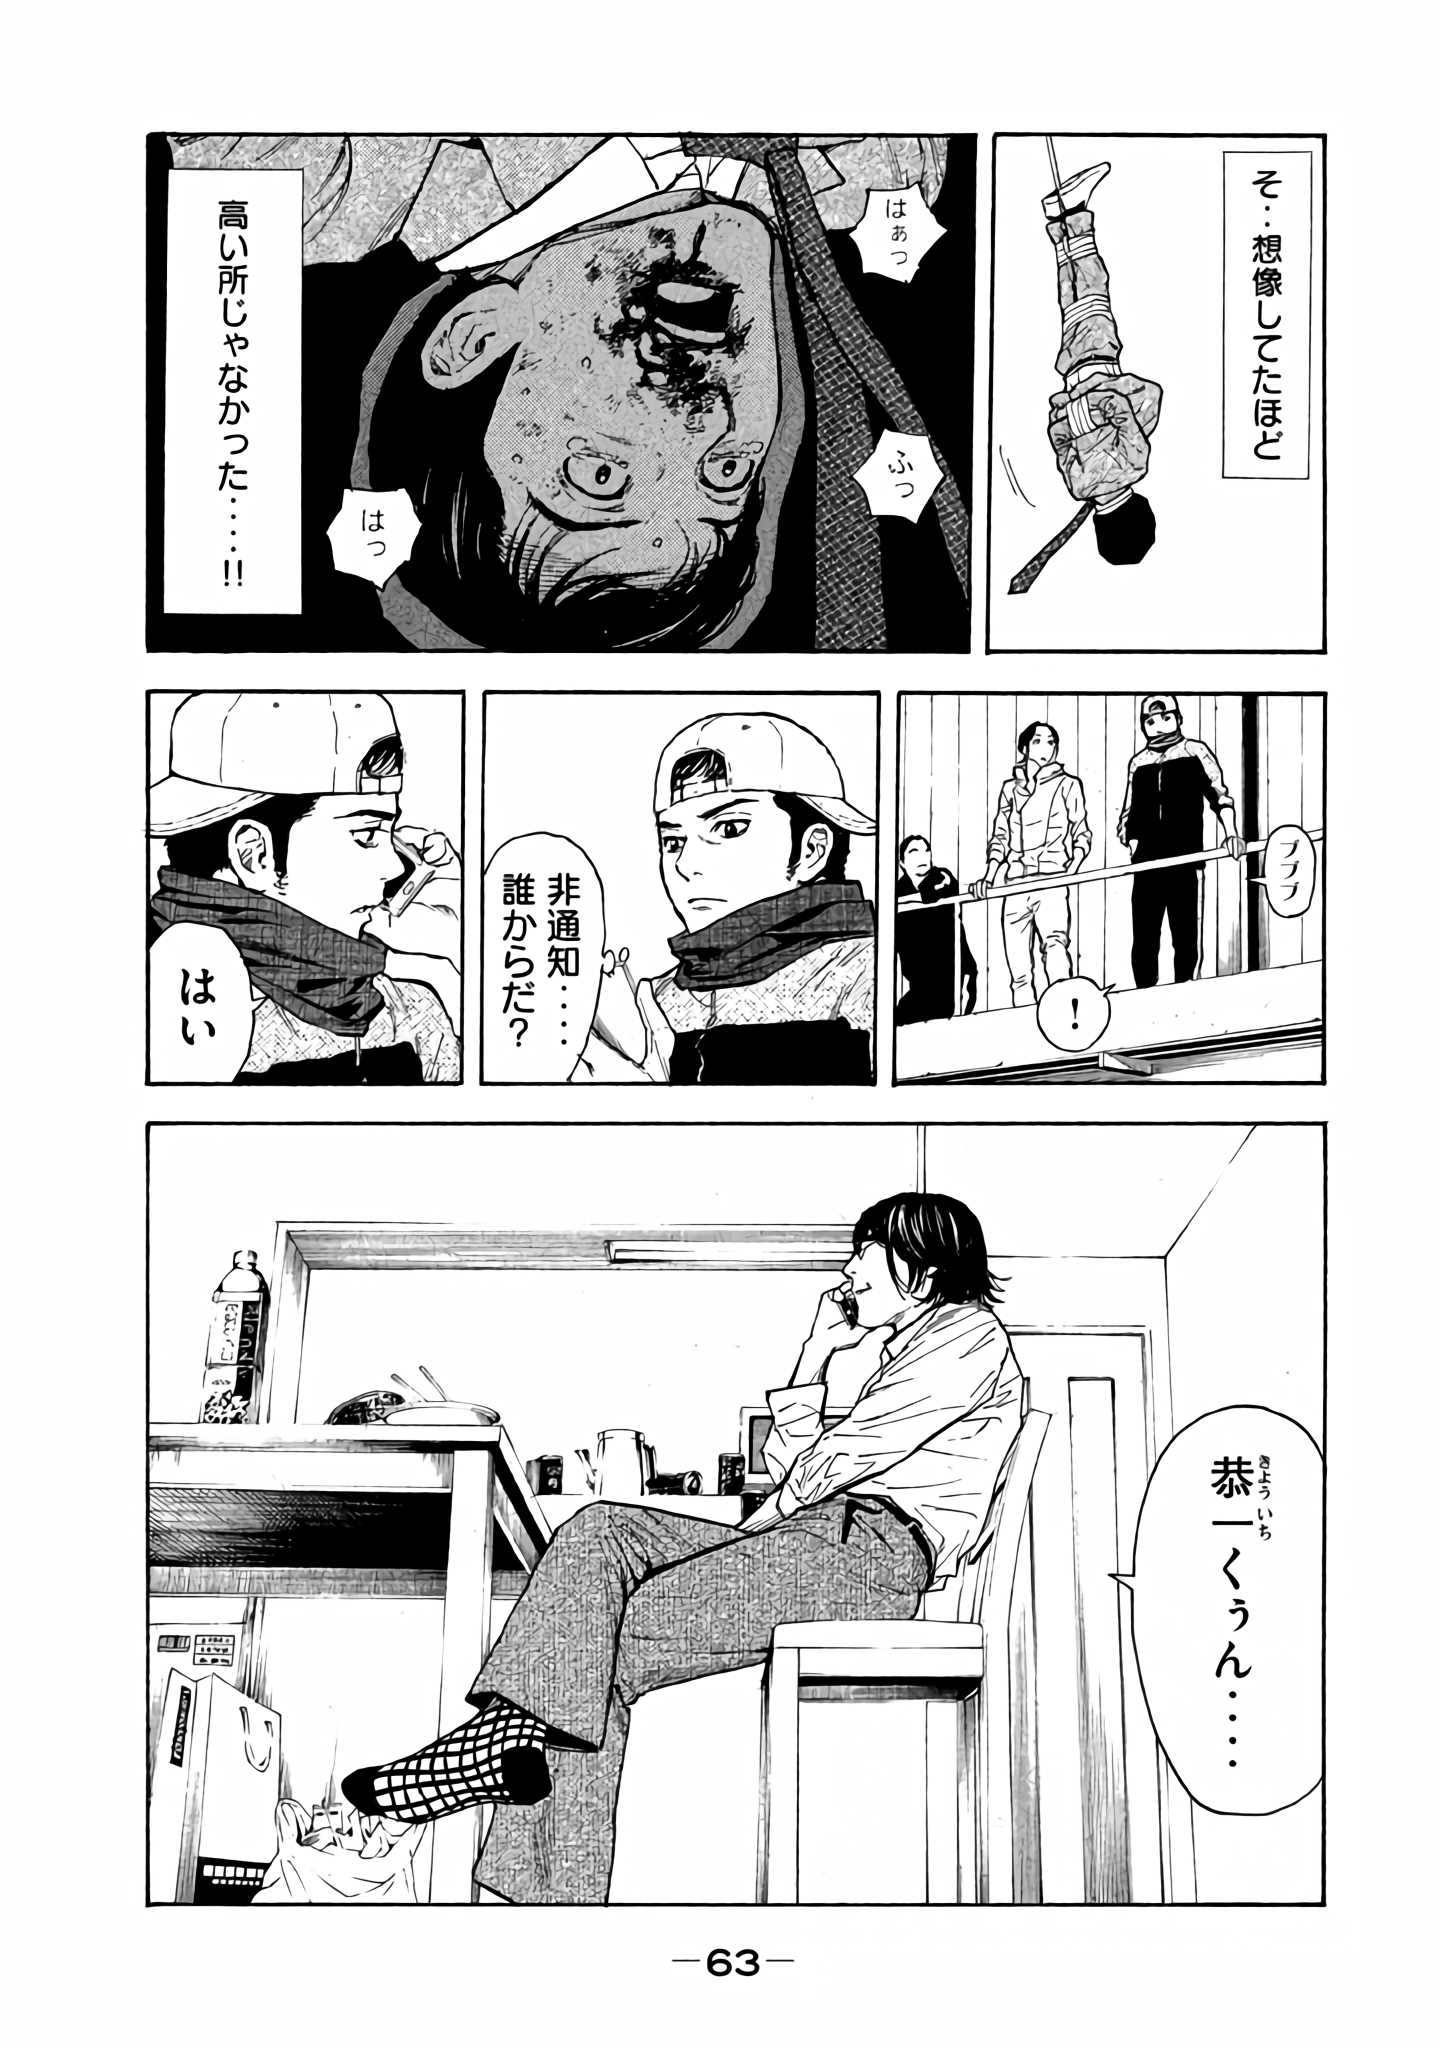 そ‥想像してたほど
はぁっ
ふっ
はっ
高い所じゃなかった‥‥!!
ブブブ
！
非通知‥‥
誰からだ？
はい
恭一くぅん‥‥‥
きょういち
—63—